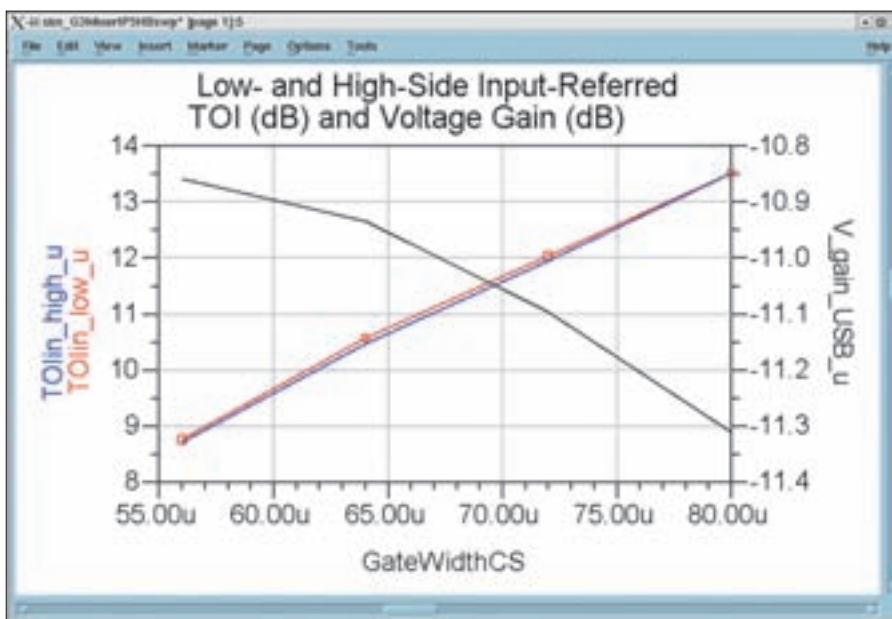 [page 1]:5
File Edit View Insert Marker Page Options Tools Help
Low- and High-Side Input-Referred
TOI (dB) and Voltage Gain (dB)
14
13
12
11
10
9
8
-10.8
-10.9
-11.0
-11.1
-11.2
-11.3
-11.4
TOIin_high_u
TOIin_low_u
V_gain_USB_u
55.00u 60.00u 65.00u 70.00u 75.00u 80.00u
GateWidthCS